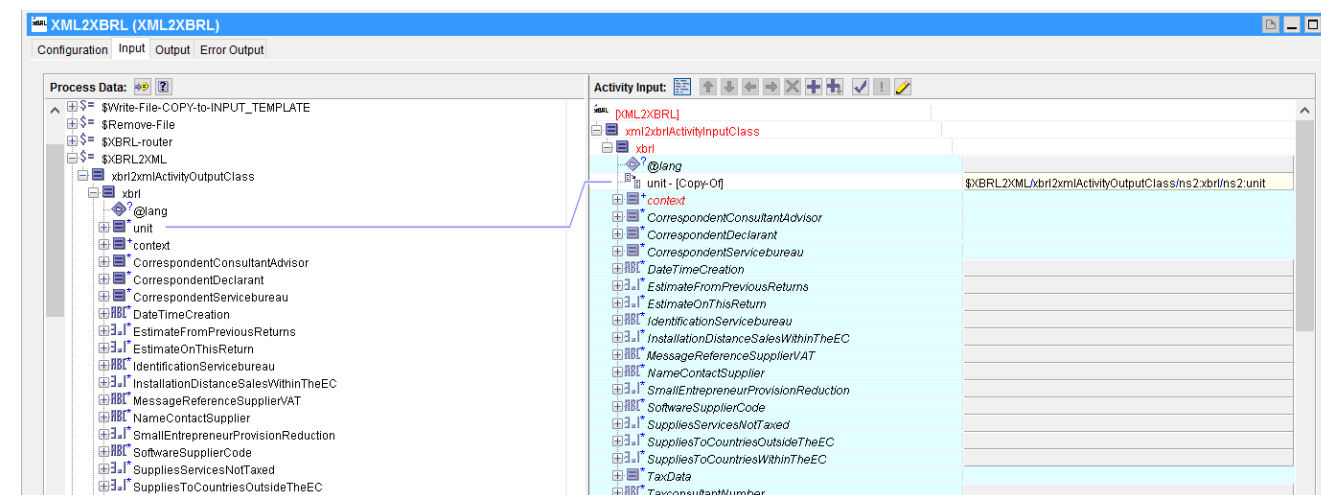 XML2XBRL (XML2XBRL)
Configuration Input Output Error Output
Process Data:
$= $Write-File-COPY-to-INPUT_TEMPLATE
$= $Remove-File
$= $XBRL-router
$= $XBRL2XML
xbrl2xmlActivityOutputClass
xbrl
? @lang
* unit
+ context
* CorrespondentConsultantAdvisor
* CorrespondentDeclarant
* CorrespondentServicebureau
* DateTimeCreation
* EstimateFromPreviousReturns
* EstimateOnThisReturn
* IdentificationServicebureau
* InstallationDistanceSalesWithinTheEC
* MessageReferenceSupplierVAT
* NameContactSupplier
* SmallEntrepreneurProvisionReduction
* SoftwareSupplierCode
* SuppliesServicesNotTaxed
* SuppliesToCountriesOutsideTheEC
Activity Input:
[XML2XBRL]
xml2xbrlActivityInputClass
xbrl
? @lang
unit - [Copy-Of] $XBRL2XML/xbrl2xmlActivityOutputClass/ns2:xbrl/ns2:unit
+ context
* CorrespondentConsultantAdvisor
* CorrespondentDeclarant
* CorrespondentServicebureau
* DateTimeCreation
* EstimateFromPreviousReturns
* EstimateOnThisReturn
* IdentificationServicebureau
* InstallationDistanceSalesWithinTheEC
* MessageReferenceSupplierVAT
* NameContactSupplier
* SmallEntrepreneurProvisionReduction
* SoftwareSupplierCode
* SuppliesServicesNotTaxed
* SuppliesToCountriesOutsideTheEC
* SuppliesToCountriesWithinTheEC
* TaxData
* TaxconsultantNumber